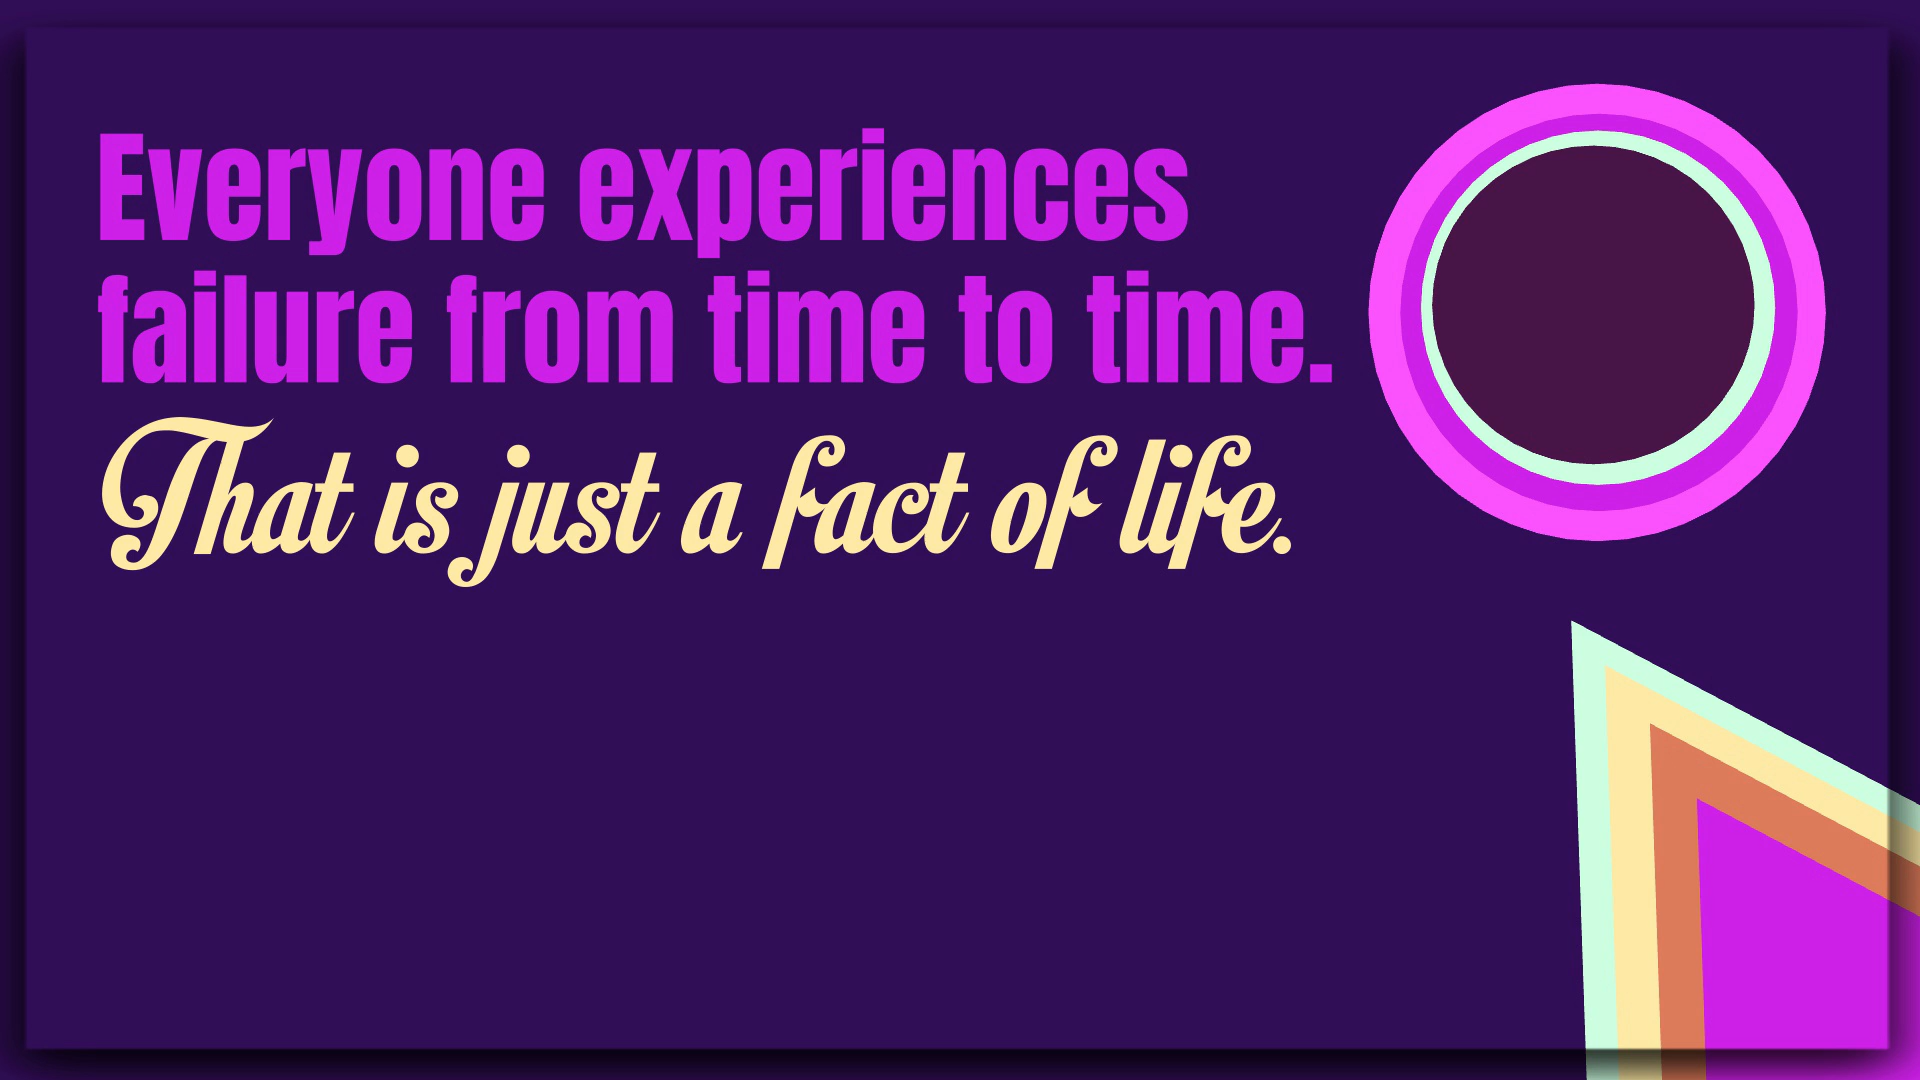 Everyone experiences
failure from time to time.
That is just a fact of life.